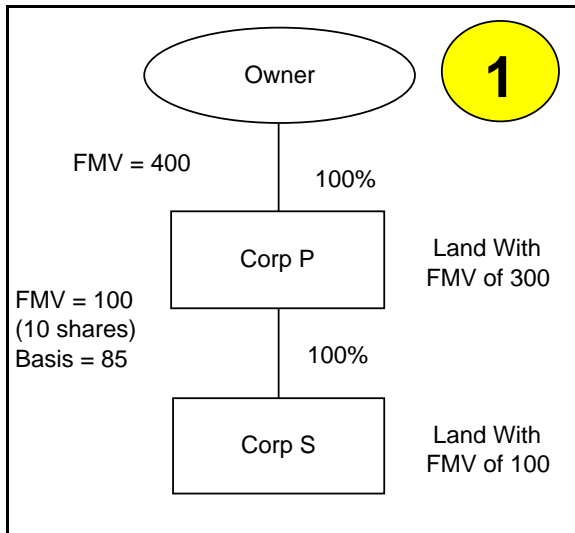 Owner
1
FMV = 400
100%
Corp P
Land With
FMV of 300
FMV = 100
(10 shares)
Basis = 85
100%
Corp S
Land With
FMV of 100